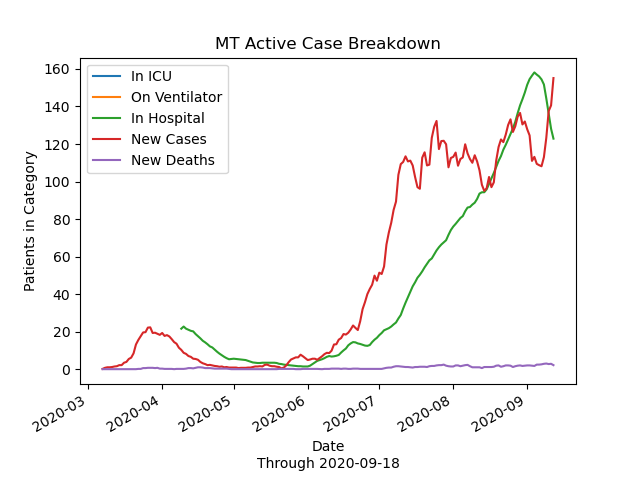 MT Active Case Breakdown
In ICU
On Ventilator
In Hospital
New Cases
New Deaths
Patients in Category
160
140
120
100
80
60
40
20
0
2020-03
2020-04
2020-05
2020-06
2020-07
2020-08
2020-09
Date
Through 2020-09-18